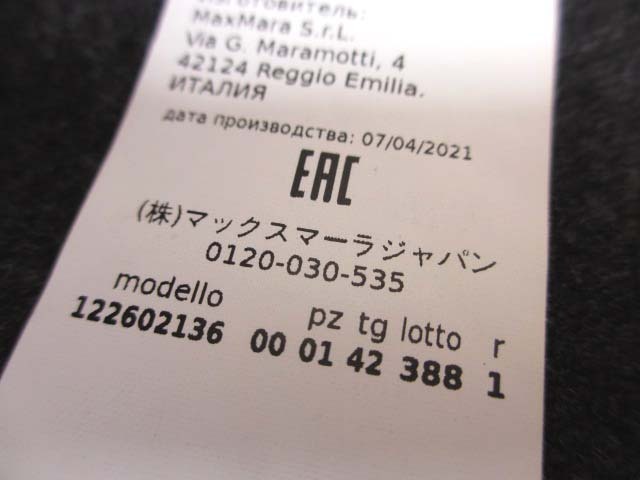 изготовитель:
MaxMara S.r.L.
Via G. Maramotti, 4
42124 Reggio Emilia.
ИТАЛИЯ
дата производства: 07/04/2021
EAC
(株)マックスマーラジャパン
0120-030-535
modello pz tg lotto r
122602136 00 01 42 388 1